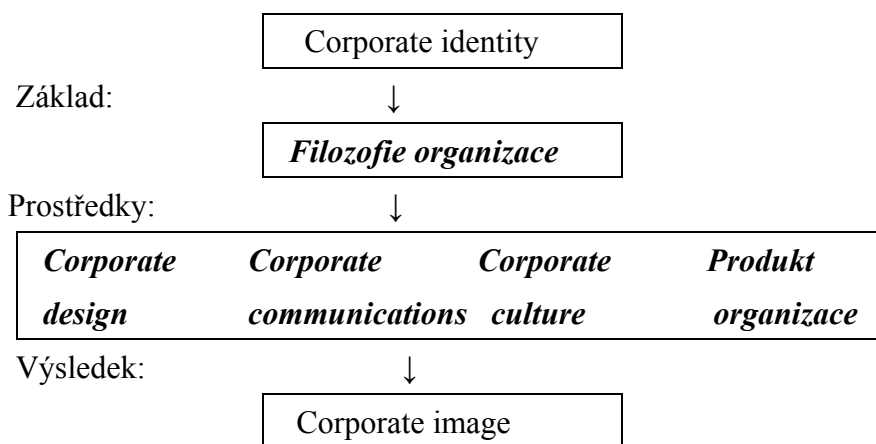 Corporate identity
Základ: ↓
Filozofie organizace
Prostředky: ↓
Corporate Corporate Corporate Produkt
design communications culture organizace
Výsledek: ↓
Corporate image